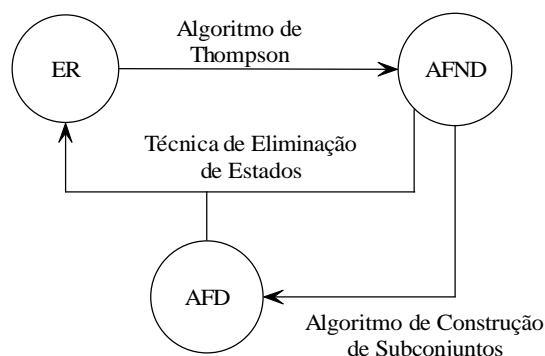 Algoritmo de
Thompson
ER
AFND
Técnica de Eliminação
de Estados
AFD
Algoritmo de Construção
de Subconjuntos